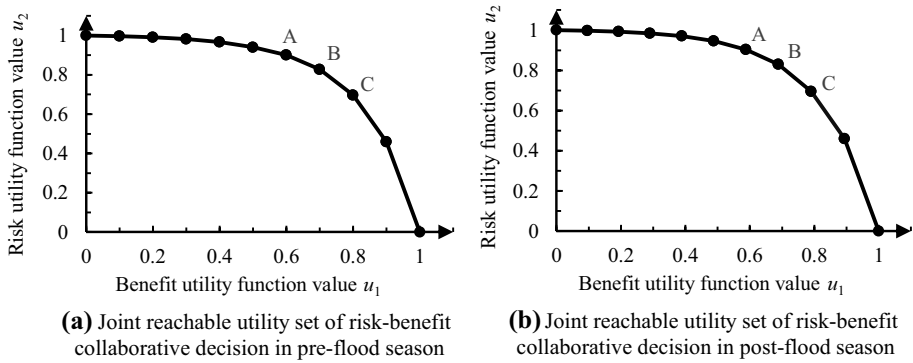 Risk utility function value u2
1
0.8
0.6
0.4
0.2
0
A
B
C
0 0.2 0.4 0.6 0.8 1
Benefit utility function value u1
(a) Joint reachable utility set of risk-benefit
collaborative decision in pre-flood season
Risk utility function value u2
1
0.8
0.6
0.4
0.2
0
A
B
C
0 0.2 0.4 0.6 0.8 1
Benefit utility function value u1
(b) Joint reachable utility set of risk-benefit
collaborative decision in post-flood season